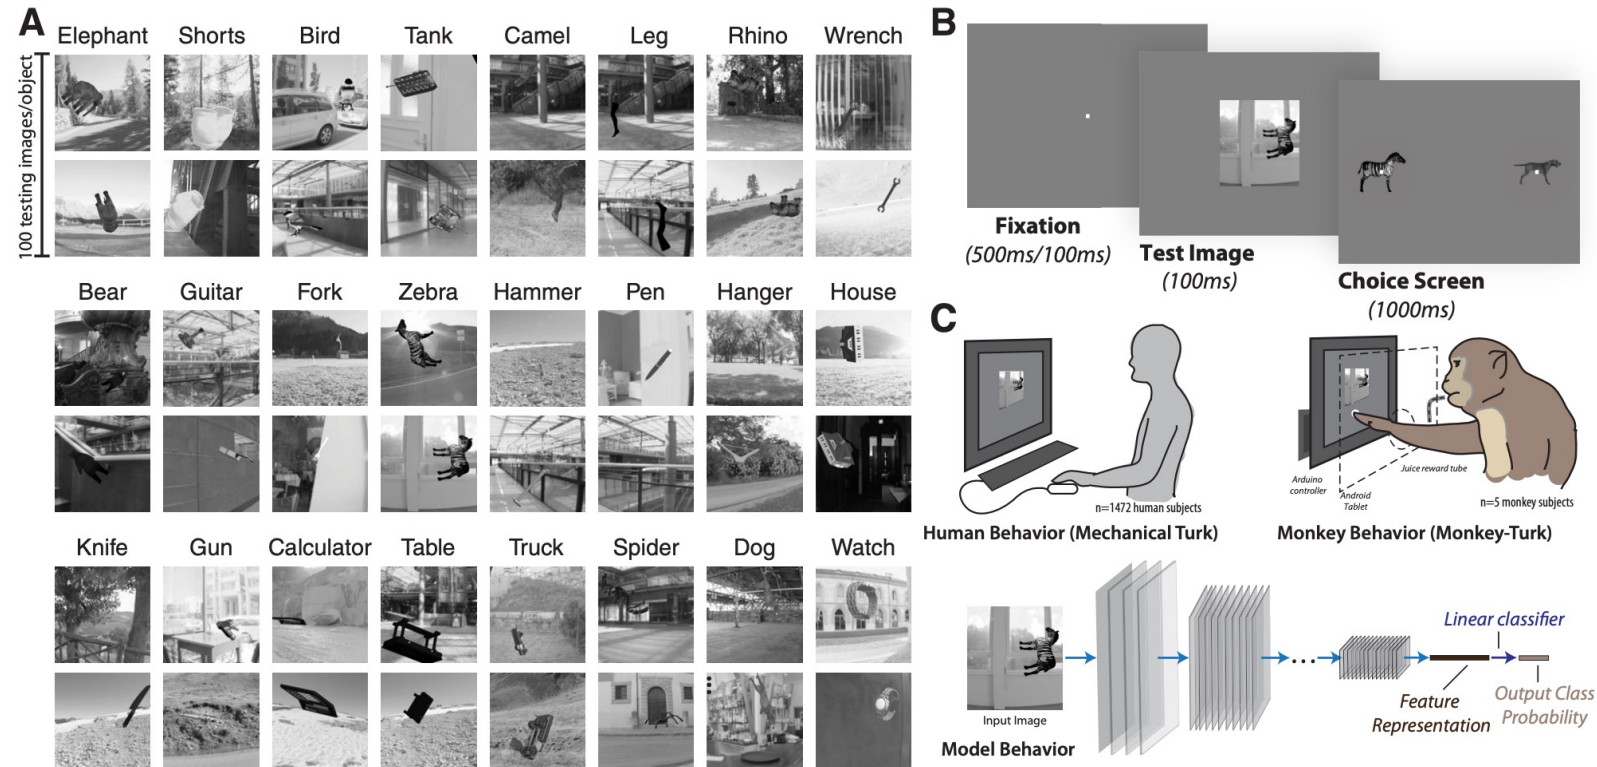 A
Elephant Shorts Bird Tank Camel Leg Rhino Wrench
100 testing images/object
Bear Guitar Fork Zebra Hammer Pen Hanger House
Knife Gun Calculator Table Truck Spider Dog Watch
B
Fixation
(500ms/100ms)
Test Image
(100ms)
Choice Screen
(1000ms)
C
n=1472 human subjects
Human Behavior (Mechanical Turk)
Juice reward tube
Arduino
controller
Android
Tablet
n=5 monkey subjects
Monkey Behavior (Monkey-Turk)
Input Image
Model Behavior
Linear classifier
Feature
Representation
Output Class
Probability